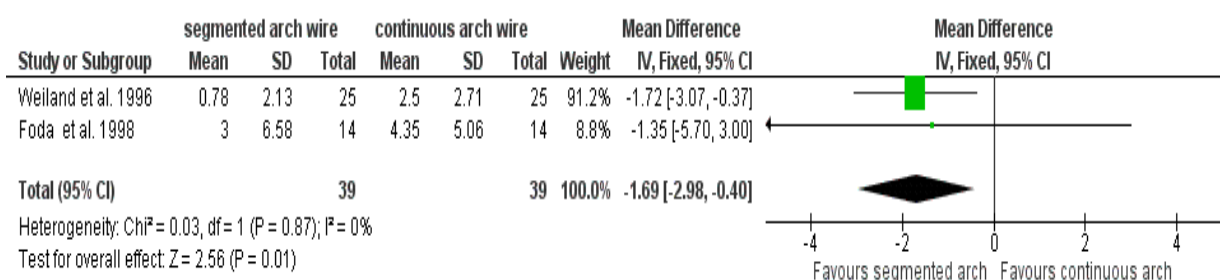 segmented arch wire continuous arch wire Mean Difference Mean Difference
Study or Subgroup Mean SD Total Mean SD Total Weight IV, Fixed, 95% CI IV, Fixed, 95% CI
Weiland et al. 1996 0.78 2.13 25 2.5 2.71 25 91.2% -1.72 [-3.07, -0.37]
Foda et al. 1998 3 6.58 14 4.35 5.06 14 8.8% -1.35 [-5.70, 3.00]
Total (95% CI) 39 39 100.0% -1.69 [-2.98, -0.40]
Heterogeneity: Chi² = 0.03, df = 1 (P = 0.87); I² = 0%
Test for overall effect: Z = 2.56 (P = 0.01)
-4 -2 0 2 4
Favours segmented arch Favours continuous arch